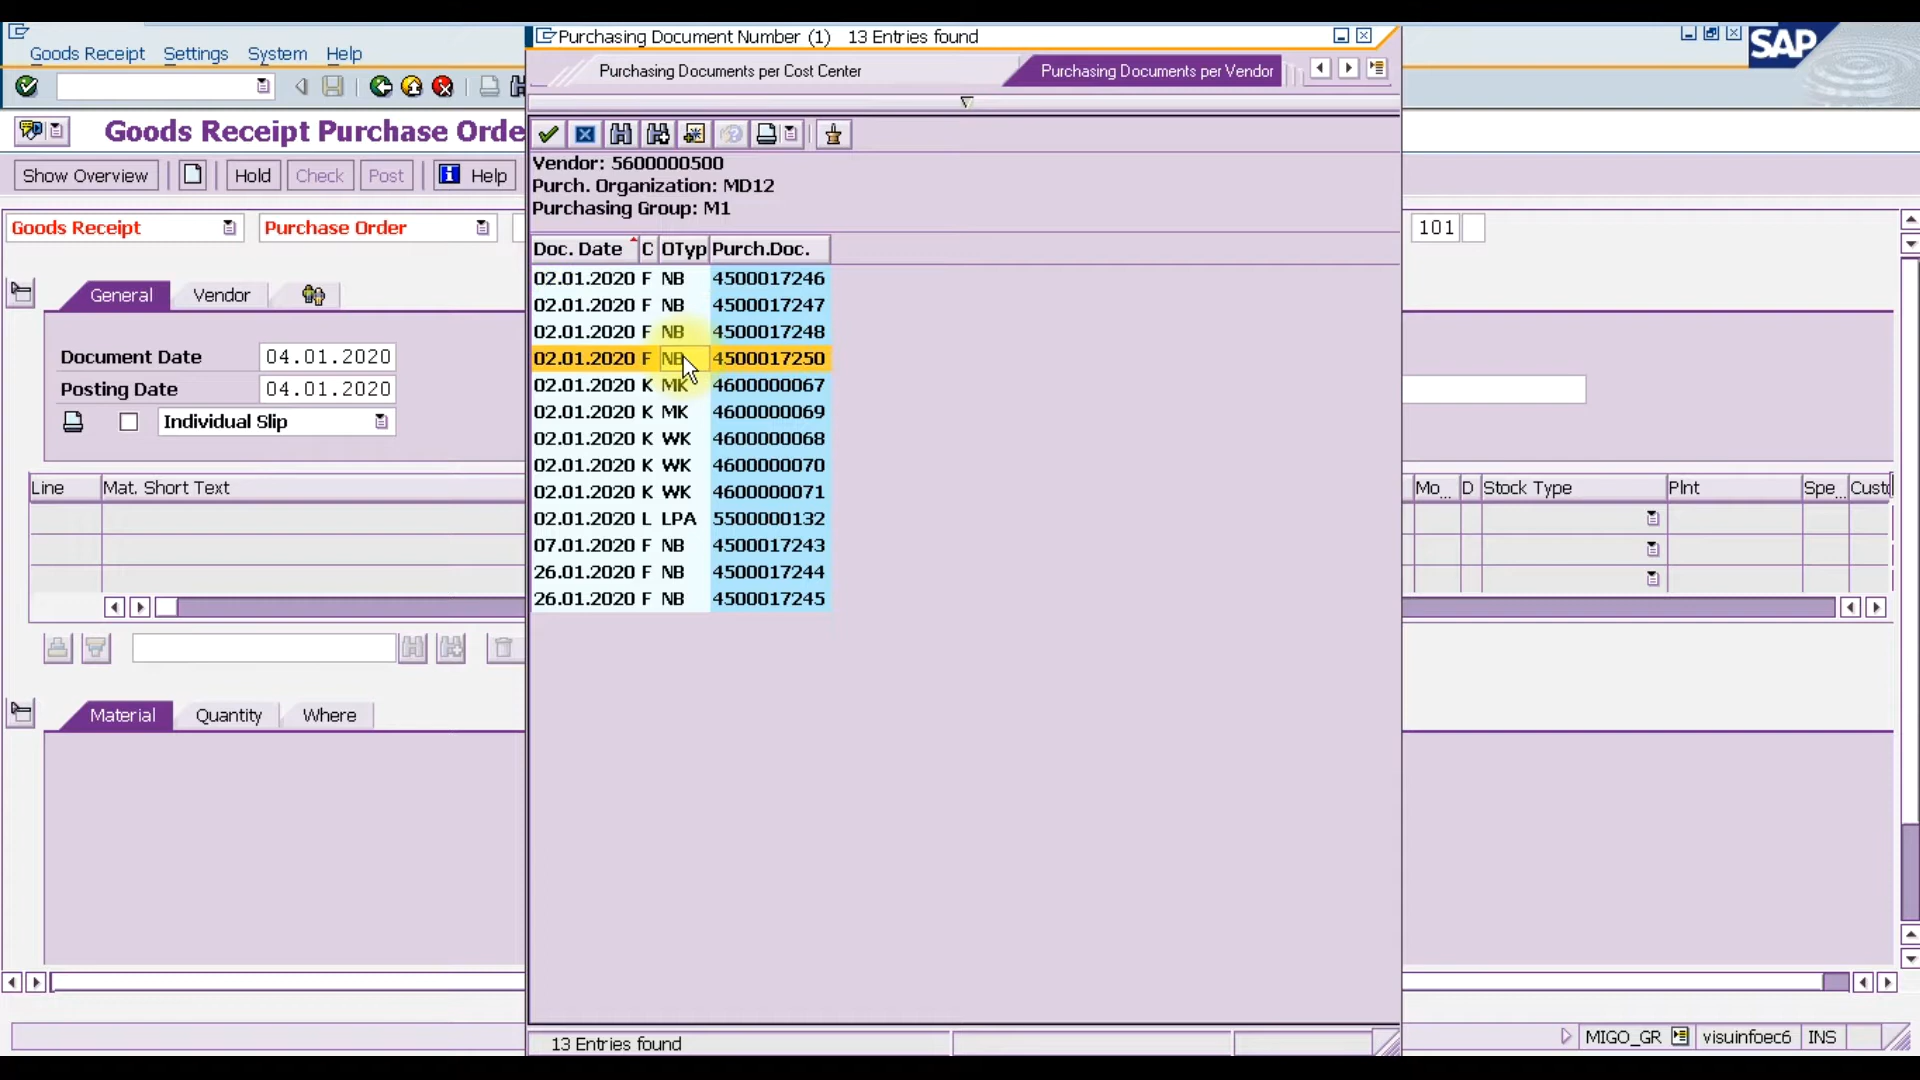 Purchasing Document Number (1) 13 Entries found
Goods Receipt Settings System Help
SAP
Purchasing Documents per Cost Center Purchasing Documents per Vendor
Goods Receipt Purchase Orde
Show Overview Hold Check Post Help
Vendor: 5600000500
Purch. Organization: MD12
Purchasing Group: M1
Goods Receipt Purchase Order 101
Doc. Date C OTyp Purch.Doc.
02.01.2020 F NB 4500017246
02.01.2020 F NB 4500017247
02.01.2020 F NB 4500017248
02.01.2020 F NB 4500017250
02.01.2020 K MK 4600000067
02.01.2020 K MK 4600000069
02.01.2020 K WK 4600000068
02.01.2020 K WK 4600000070
02.01.2020 K WK 4600000071
02.01.2020 L LPA 5500000132
07.01.2020 F NB 4500017243
26.01.2020 F NB 4500017244
26.01.2020 F NB 4500017245
General Vendor
Document Date 04.01.2020
Posting Date 04.01.2020
Individual Slip
Line Mat. Short Text Mo... D Stock Type Plnt Spe... Custo
Material Quantity Where
13 Entries found
MIGO_GR visuinfoec6 INS